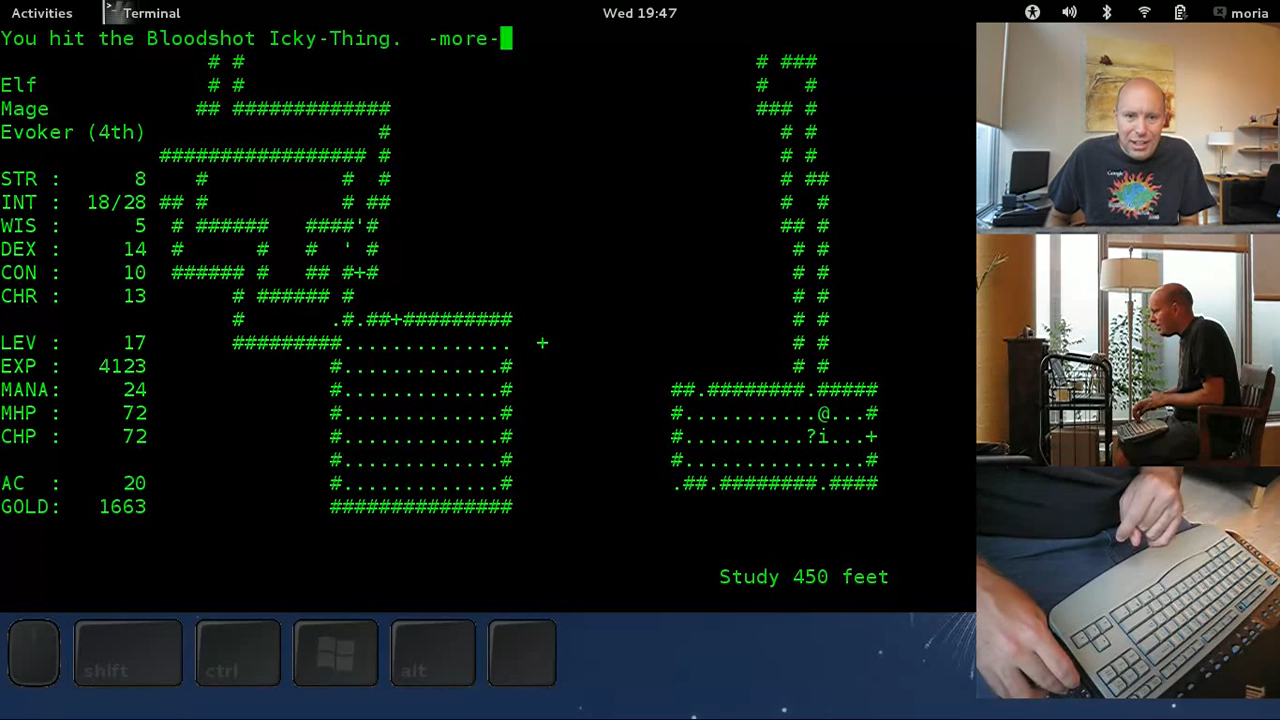 Activities Terminal Wed 19:47 moria
You hit the Bloodshot Icky-Thing. -more-
# # # ###
Elf # # # #
Mage ## ############# ### #
Evoker (4th) # # #
################# # # #
STR : 8 # # # # ##
INT : 18/28 ## # # ## # #
WIS : 5 # ###### ####'# ## #
DEX : 14 # # # ' # # #
CON : 10 ###### # ## #+# # #
CHR : 13 # ###### # # #
# .#.##+######### # #
LEV : 17 #########.............. + # #
EXP : 4123 #.............# # #
MANA: 24 #.............# ##.########.#####
MHP : 72 #.............# #...........@...#
CHP : 72 #.............# #..........?i...+
#.............# #...............#
AC : 20 #.............# .##.########.####
GOLD: 1663 ###############
Study 450 feet
shift ctrl alt
Google